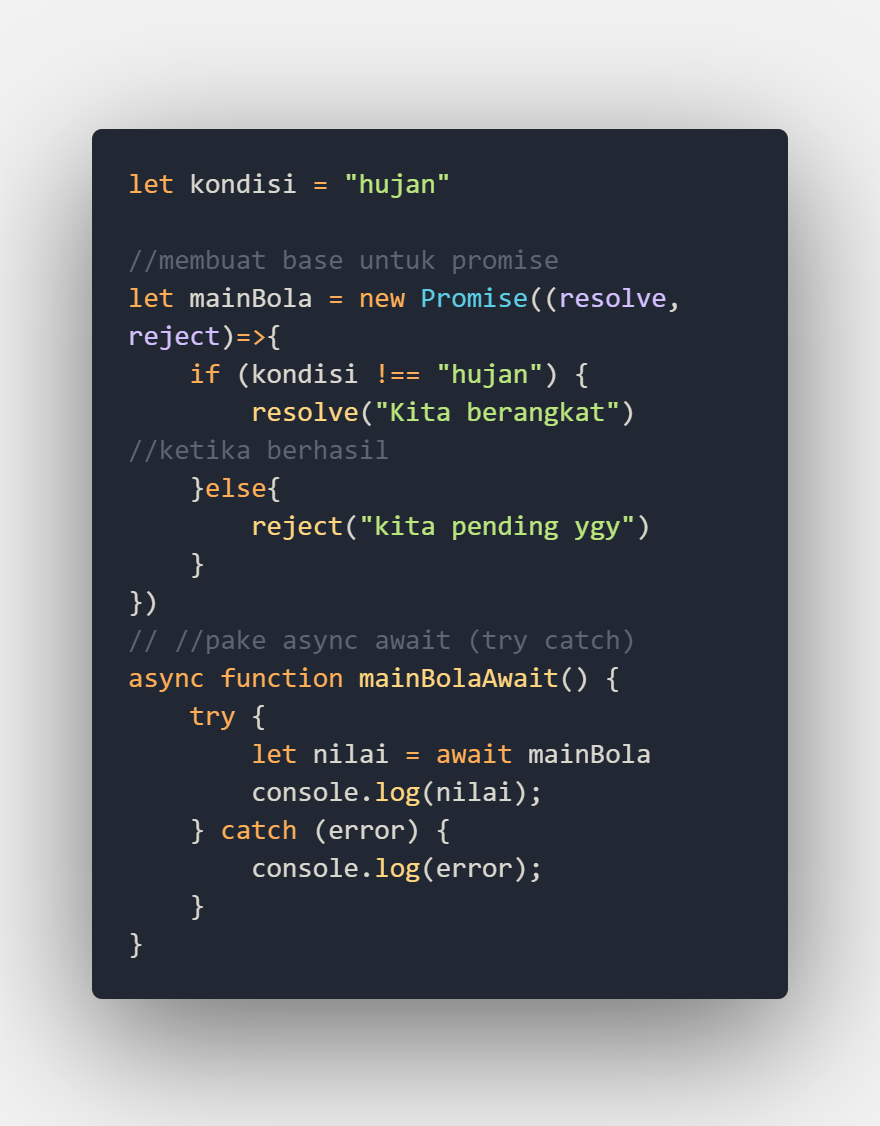 let kondisi = "hujan"
//membuat base untuk promise
let mainBola = new Promise((resolve,
reject)=>{
    if (kondisi !== "hujan") {
        resolve("Kita berangkat")
//ketika berhasil
    }else{
        reject("kita pending ygy")
    }
})
// //pake async await (try catch)
async function mainBolaAwait() {
    try {
        let nilai = await mainBola
        console.log(nilai);
    } catch (error) {
        console.log(error);
    }
}